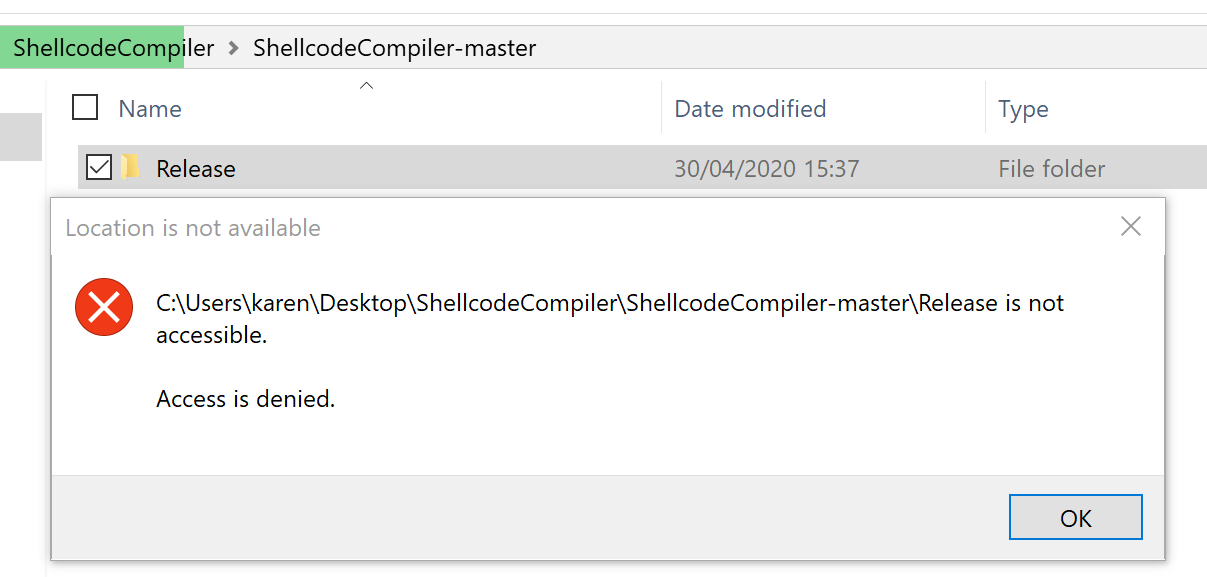 ShellcodeCompiler > ShellcodeCompiler-master
Name Date modified Type
Release 30/04/2020 15:37 File folder
Location is not available
C:\Users\karen\Desktop\ShellcodeCompiler\ShellcodeCompiler-master\Release is not
accessible.
Access is denied.
OK